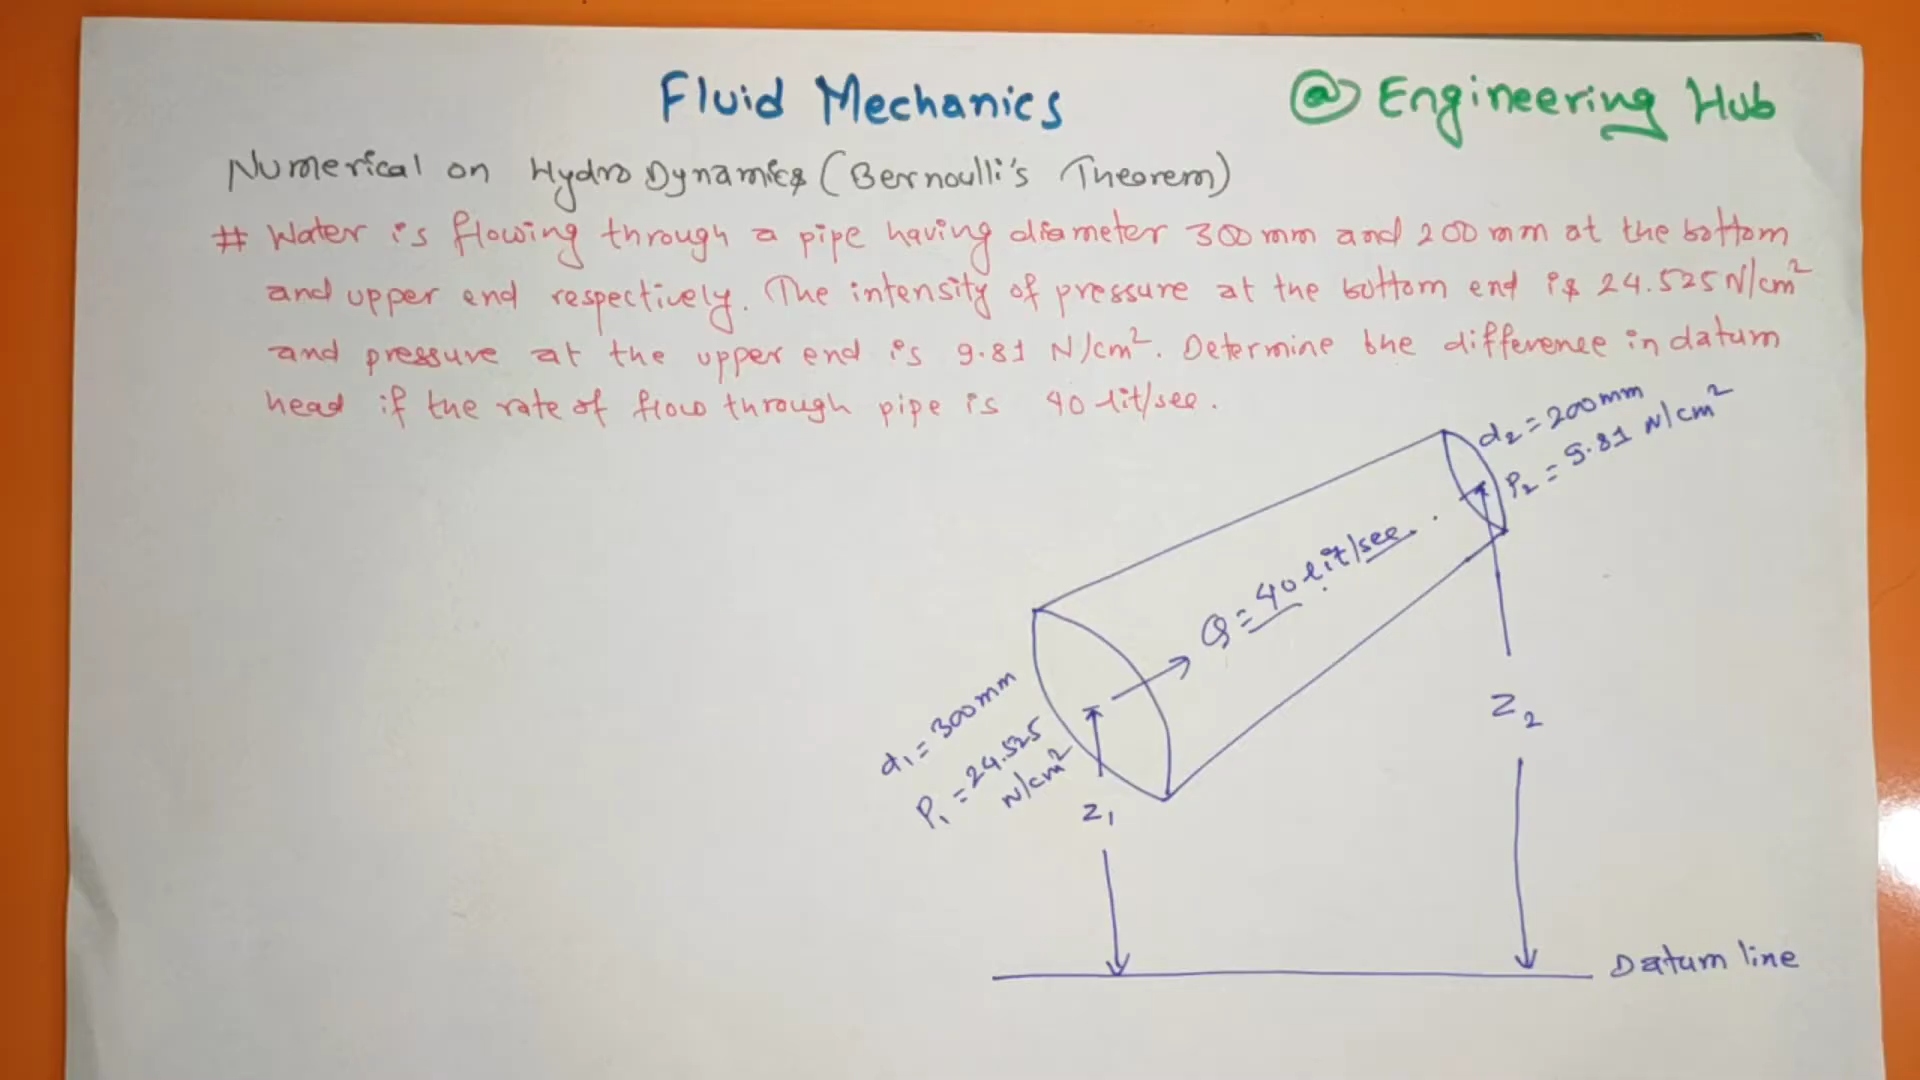 Fluid Mechanics
@ Engineering Hub
Numerical on Hydro Dynamics (Bernoulli's Theorem)
# Water is flowing through a pipe having diameter 300 mm and 200 mm at the bottom
and upper end respectively. The intensity of pressure at the bottom end is 24.525 N/cm²
and pressure at the upper end is 9.81 N/cm². Determine the difference in datum
head if the rate of flow through pipe is 40 lit/sec.
d₂ = 200mm
P₂ = 9.81 N/cm²
Q = 40 lit/sec.
d₁ = 300mm
P₁ = 24.525
N/cm²
Z₁
Z₂
Datum line